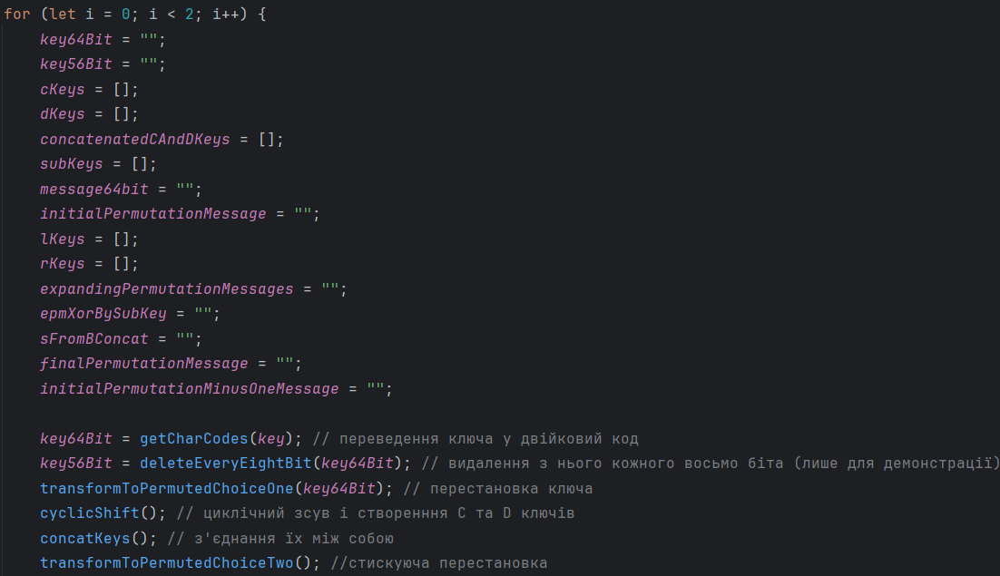 for (let i = 0; i < 2; i++) {
key64Bit = "";
key56Bit = "";
cKeys = [];
dKeys = [];
concatenatedCAndDKeys = [];
subKeys = [];
message64bit = "";
initialPermutationMessage = "";
lKeys = [];
rKeys = [];
expandingPermutationMessages = "";
epmXorBySubKey = "";
sFromBConcat = "";
finalPermutationMessage = "";
initialPermutationMinusOneMessage = "";
key64Bit = getCharCodes(key); // переведення ключа у двійковий код
key56Bit = deleteEveryEightBit(key64Bit); // видалення з нього кожного восьмо біта (лише для демонстрації)
transformToPermutedChoiceOne(key64Bit); // перестановка ключа
cyclicShift(); // циклічний зсув і створенння C та D ключів
concatKeys(); // з'єднання їх між собою
transformToPermutedChoiceTwo(); //стискуюча перестановка